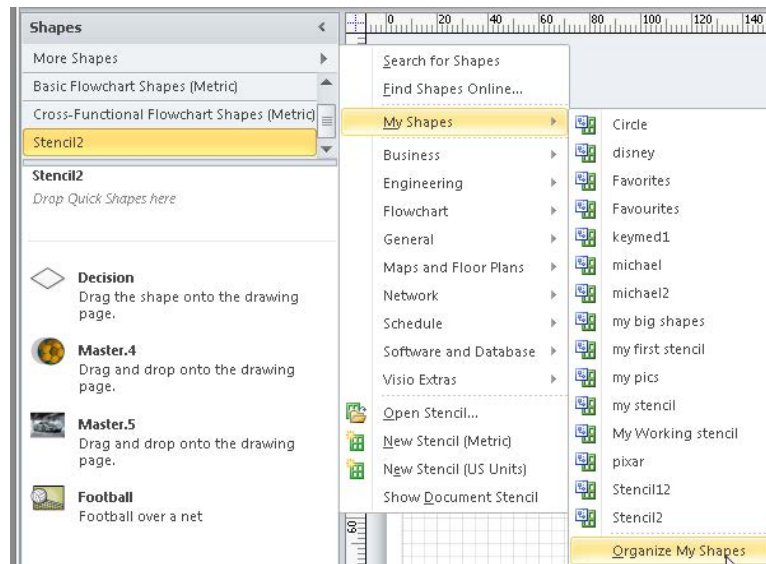 Shapes
More Shapes
Basic Flowchart Shapes (Metric)
Cross-Functional Flowchart Shapes (Metric)
Stencil2
Stencil2
Drop Quick Shapes here
Decision
Drag the shape onto the drawing
page.
Master.4
Drag and drop onto the drawing
page.
Master.5
Drag and drop onto the drawing
page.
Football
Football over a net
0 20 40 60 80 100 120 140
Search for Shapes
Find Shapes Online...
My Shapes
Business
Engineering
Flowchart
General
Maps and Floor Plans
Network
Schedule
Software and Database
Visio Extras
Open Stencil...
New Stencil (Metric)
New Stencil (US Units)
Show Document Stencil
60
Circle
disney
Favorites
Favourites
keymed1
michael
michael2
my big shapes
my first stencil
my pics
my stencil
My Working stencil
pixar
Stencil12
Stencil2
Organize My Shapes